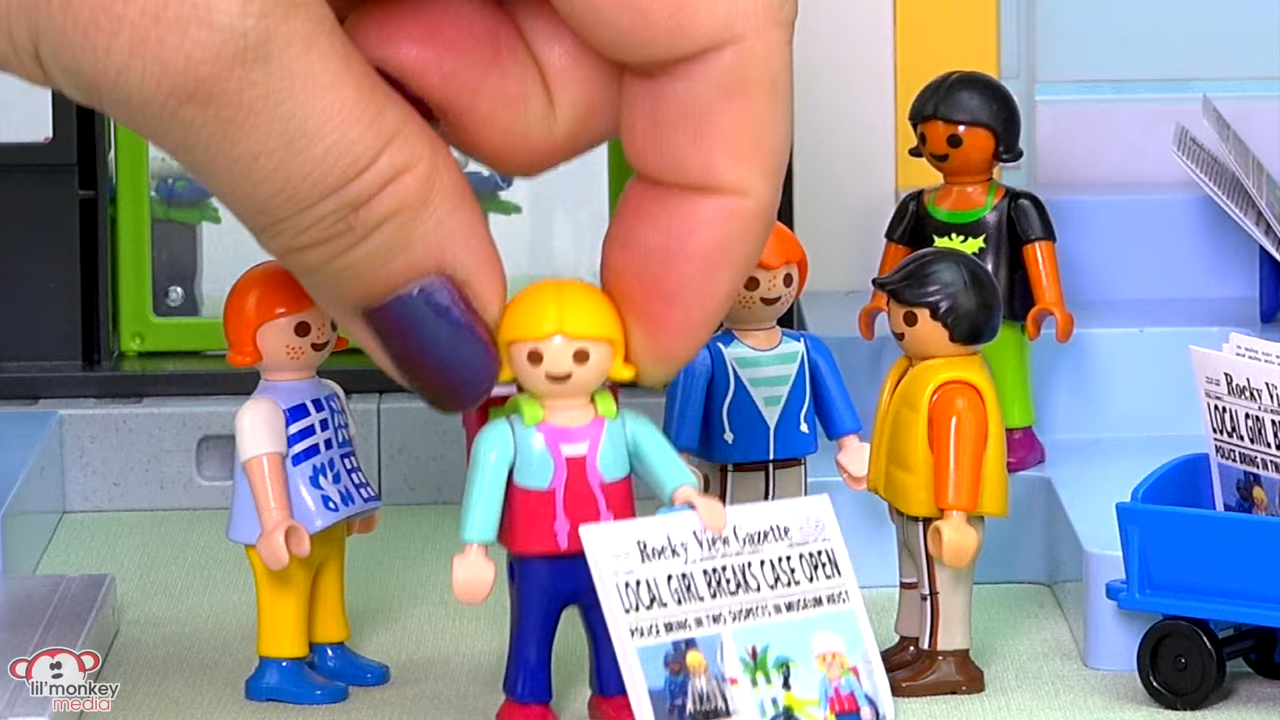 Rocky View Gazette
LOCAL GIRL BREAKS CASE OPEN
POLICE BRING IN TWO SUSPECTS IN MUSEUM HEIST
Rocky Vi
LOCAL GIRL B
POLICE BRING IN T
lil'monkey
media